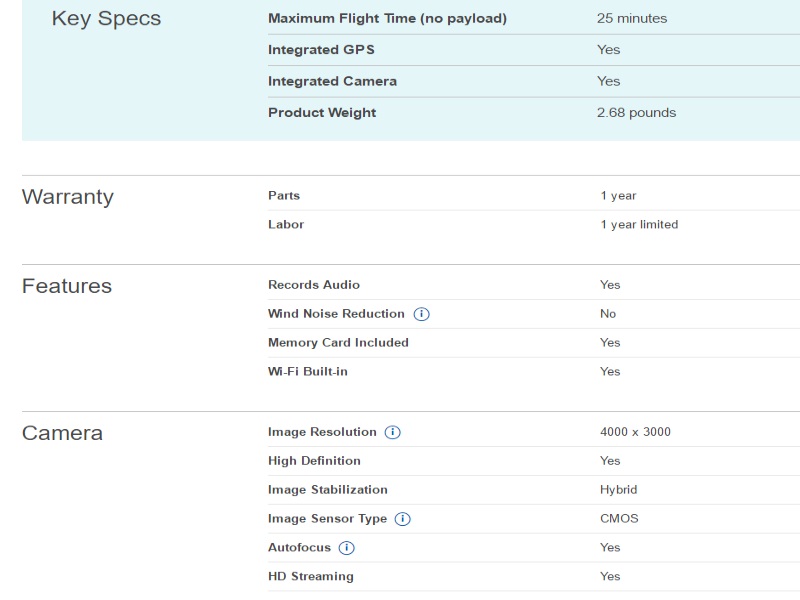 Key Specs
Maximum Flight Time (no payload) 25 minutes
Integrated GPS Yes
Integrated Camera Yes
Product Weight 2.68 pounds
Warranty
Parts 1 year
Labor 1 year limited
Features
Records Audio Yes
Wind Noise Reduction i No
Memory Card Included Yes
Wi-Fi Built-in Yes
Camera
Image Resolution i 4000 x 3000
High Definition Yes
Image Stabilization Hybrid
Image Sensor Type i CMOS
Autofocus i Yes
HD Streaming Yes